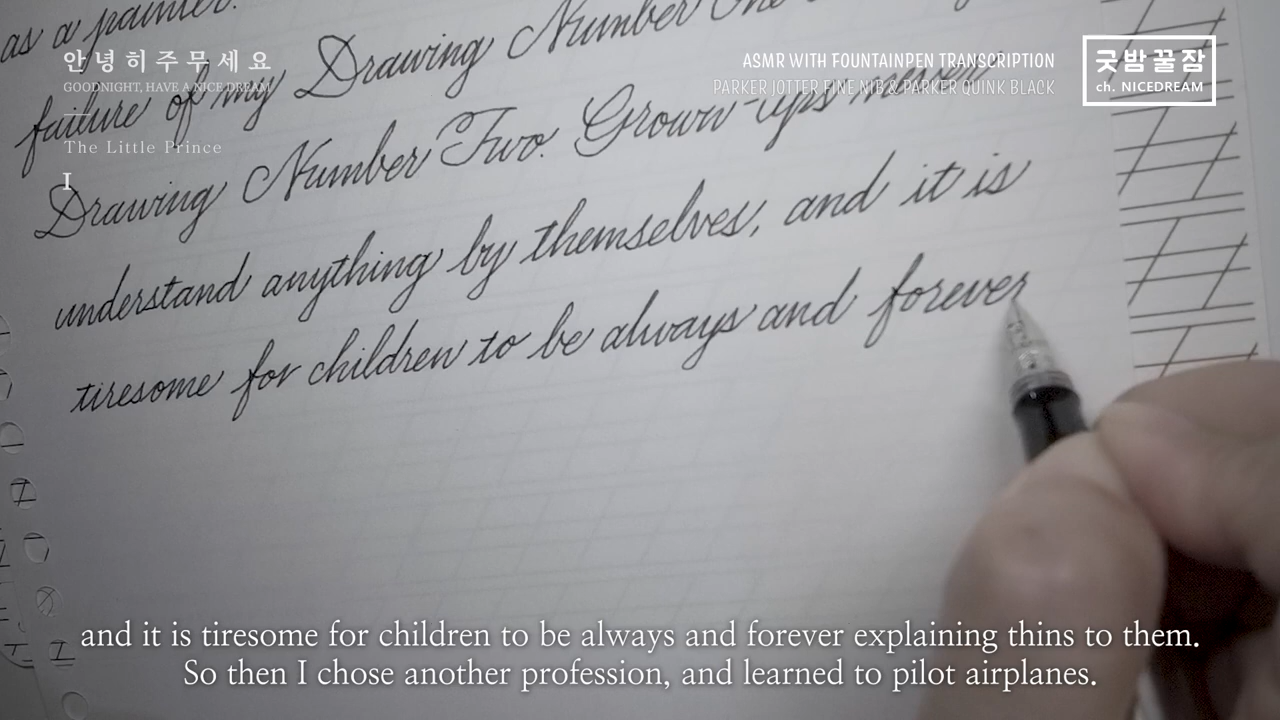 as a painter.
failure of my Drawing Number One
Drawing Number Two. Grown-ups never
understand anything by themselves, and it is
tiresome for children to be always and forever
안녕히주무세요
GOODNIGHT, HAVE A NICE DREAM
The Little Prince
I
ASMR WITH FOUNTAINPEN TRANSCRIPTION
PARKER JOTTER FINE NIB & PARKER QUINK BLACK
굿밤꿀잠
ch. NICEDREAM
and it is tiresome for children to be always and forever explaining thins to them.
So then I chose another profession, and learned to pilot airplanes.